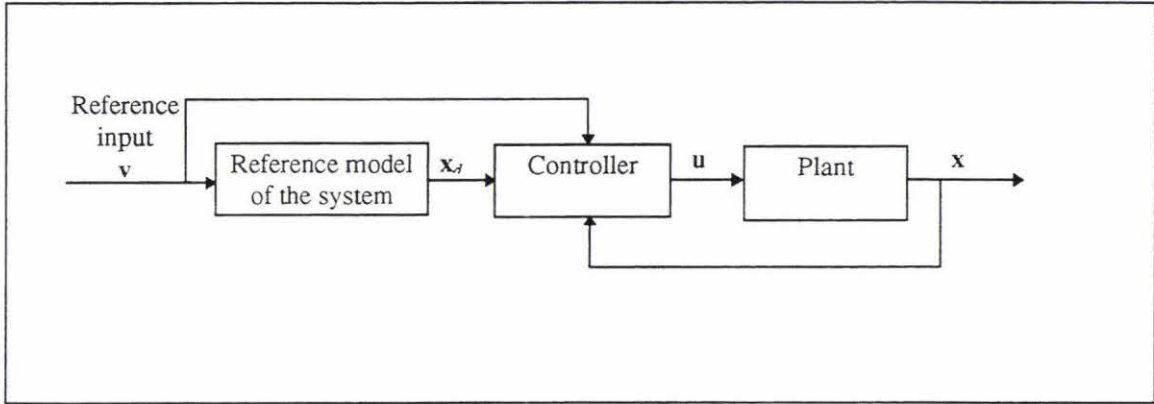 Reference
input
v
Reference model
of the system
x_d
Controller
u
Plant
x